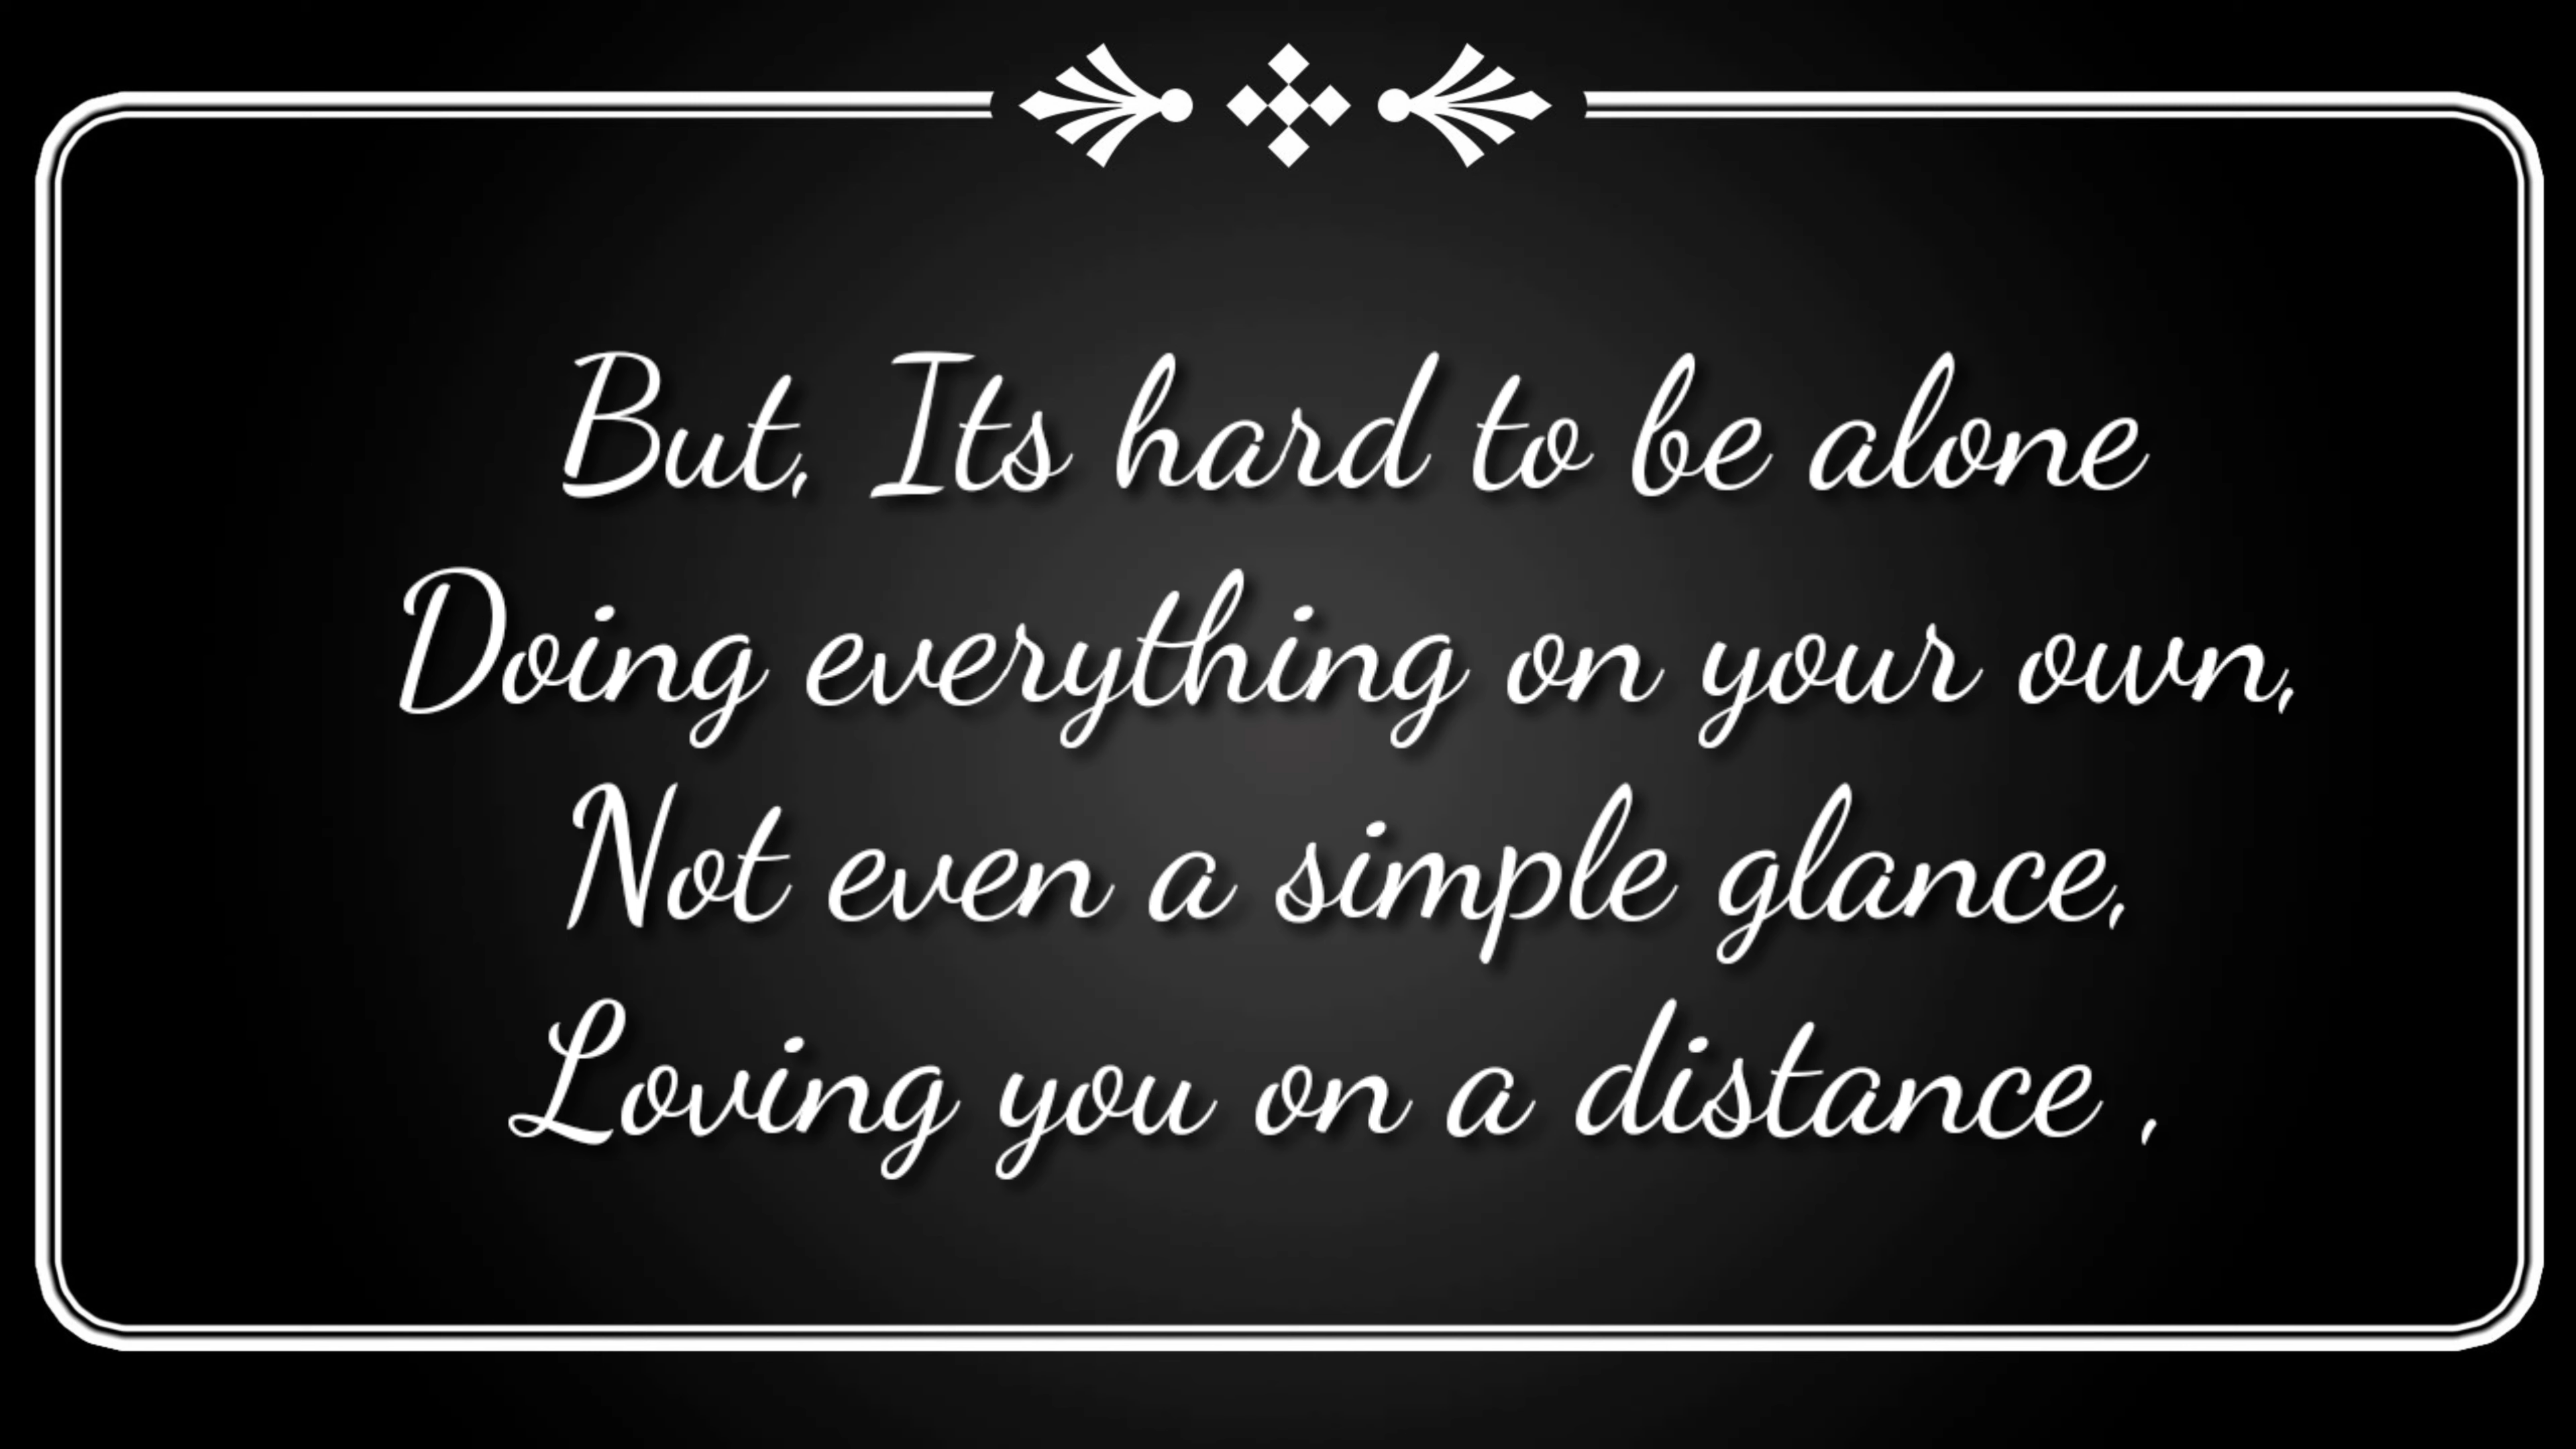 But, Its hard to be alone
Doing everything on your own,
Not even a simple glance,
Loving you on a distance ,